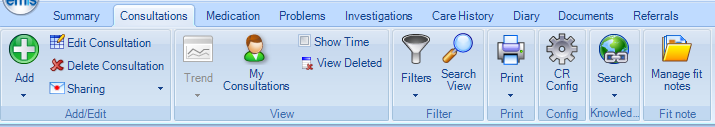 emis
Summary Consultations Medication Problems Investigations Care History Diary Documents Referrals
Add
Edit Consultation
Delete Consultation
Sharing
Add/Edit
Trend
My
Consultations
Show Time
View Deleted
View
Filters
Search
View
Filter
Print
Print
CR
Config
Config
Search
Knowled...
Manage fit
notes
Fit note